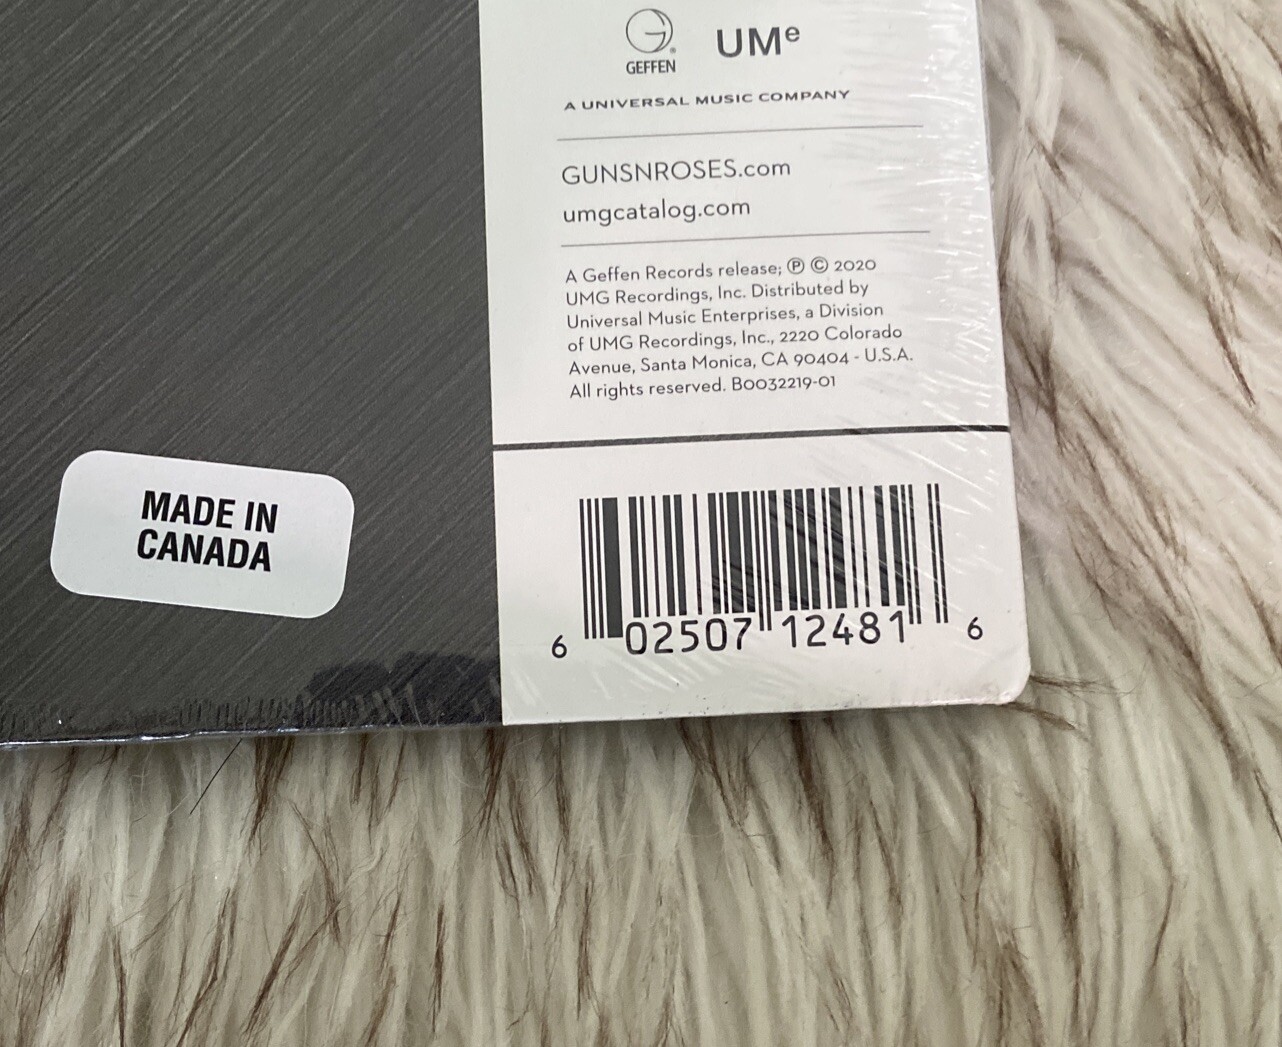 GEFFEN
UMe
A UNIVERSAL MUSIC COMPANY
GUNSNROSES.com
umgcatalog.com
A Geffen Records release; ℗ © 2020
UMG Recordings, Inc. Distributed by
Universal Music Enterprises, a Division
of UMG Recordings, Inc., 2220 Colorado
Avenue, Santa Monica, CA 90404 - U.S.A.
All rights reserved. B0032219-01
MADE IN
CANADA
6 02507 12481 6